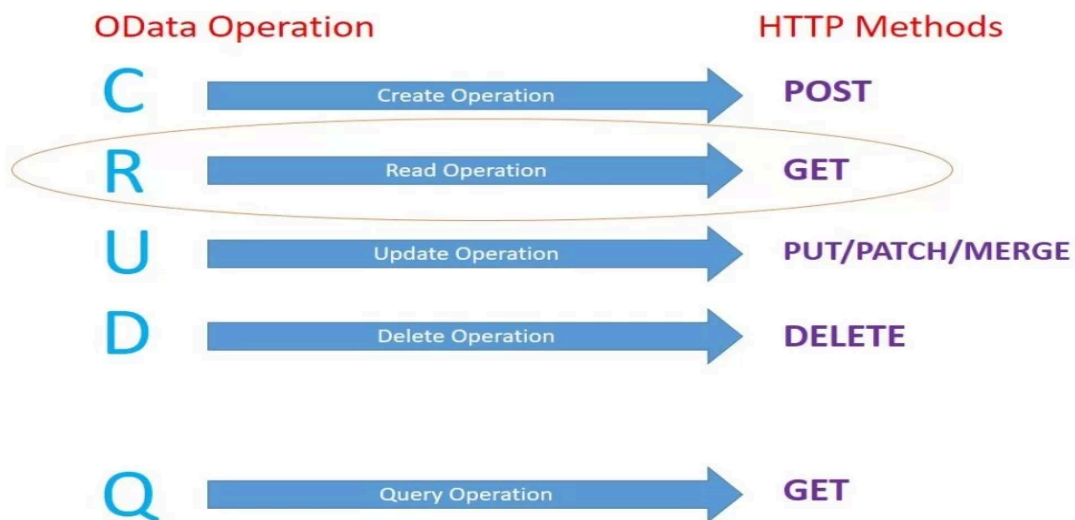 OData Operation HTTP Methods
C Create Operation POST
R Read Operation GET
U Update Operation PUT/PATCH/MERGE
D Delete Operation DELETE
Q Query Operation GET